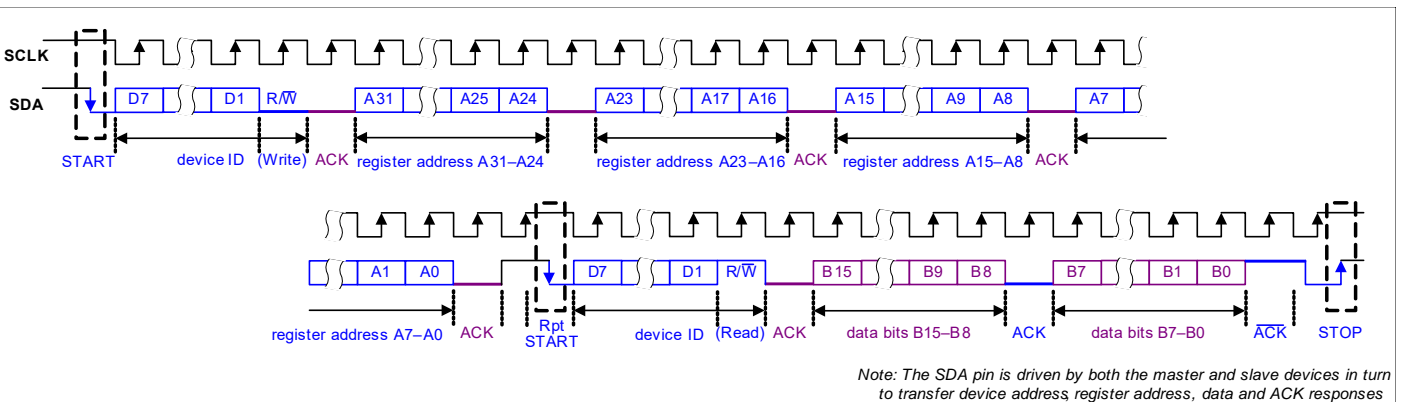 SCLK
SDA
D7 D1 R/W̅ A31 A25 A24 A23 A17 A16 A15 A9 A8 A7
START device ID (Write) ACK register address A31–A24 register address A23–A16 ACK register address A15–A8 ACK
A1 A0 D7 D1 R/W̅ B15 B9 B8 B7 B1 B0
register address A7–A0 ACK Rpt START device ID (Read) ACK data bits B15–B8 ACK data bits B7–B0 A̅C̅K̅ STOP
Note: The SDA pin is driven by both the master and slave devices in turn
to transfer device address, register address, data and ACK responses